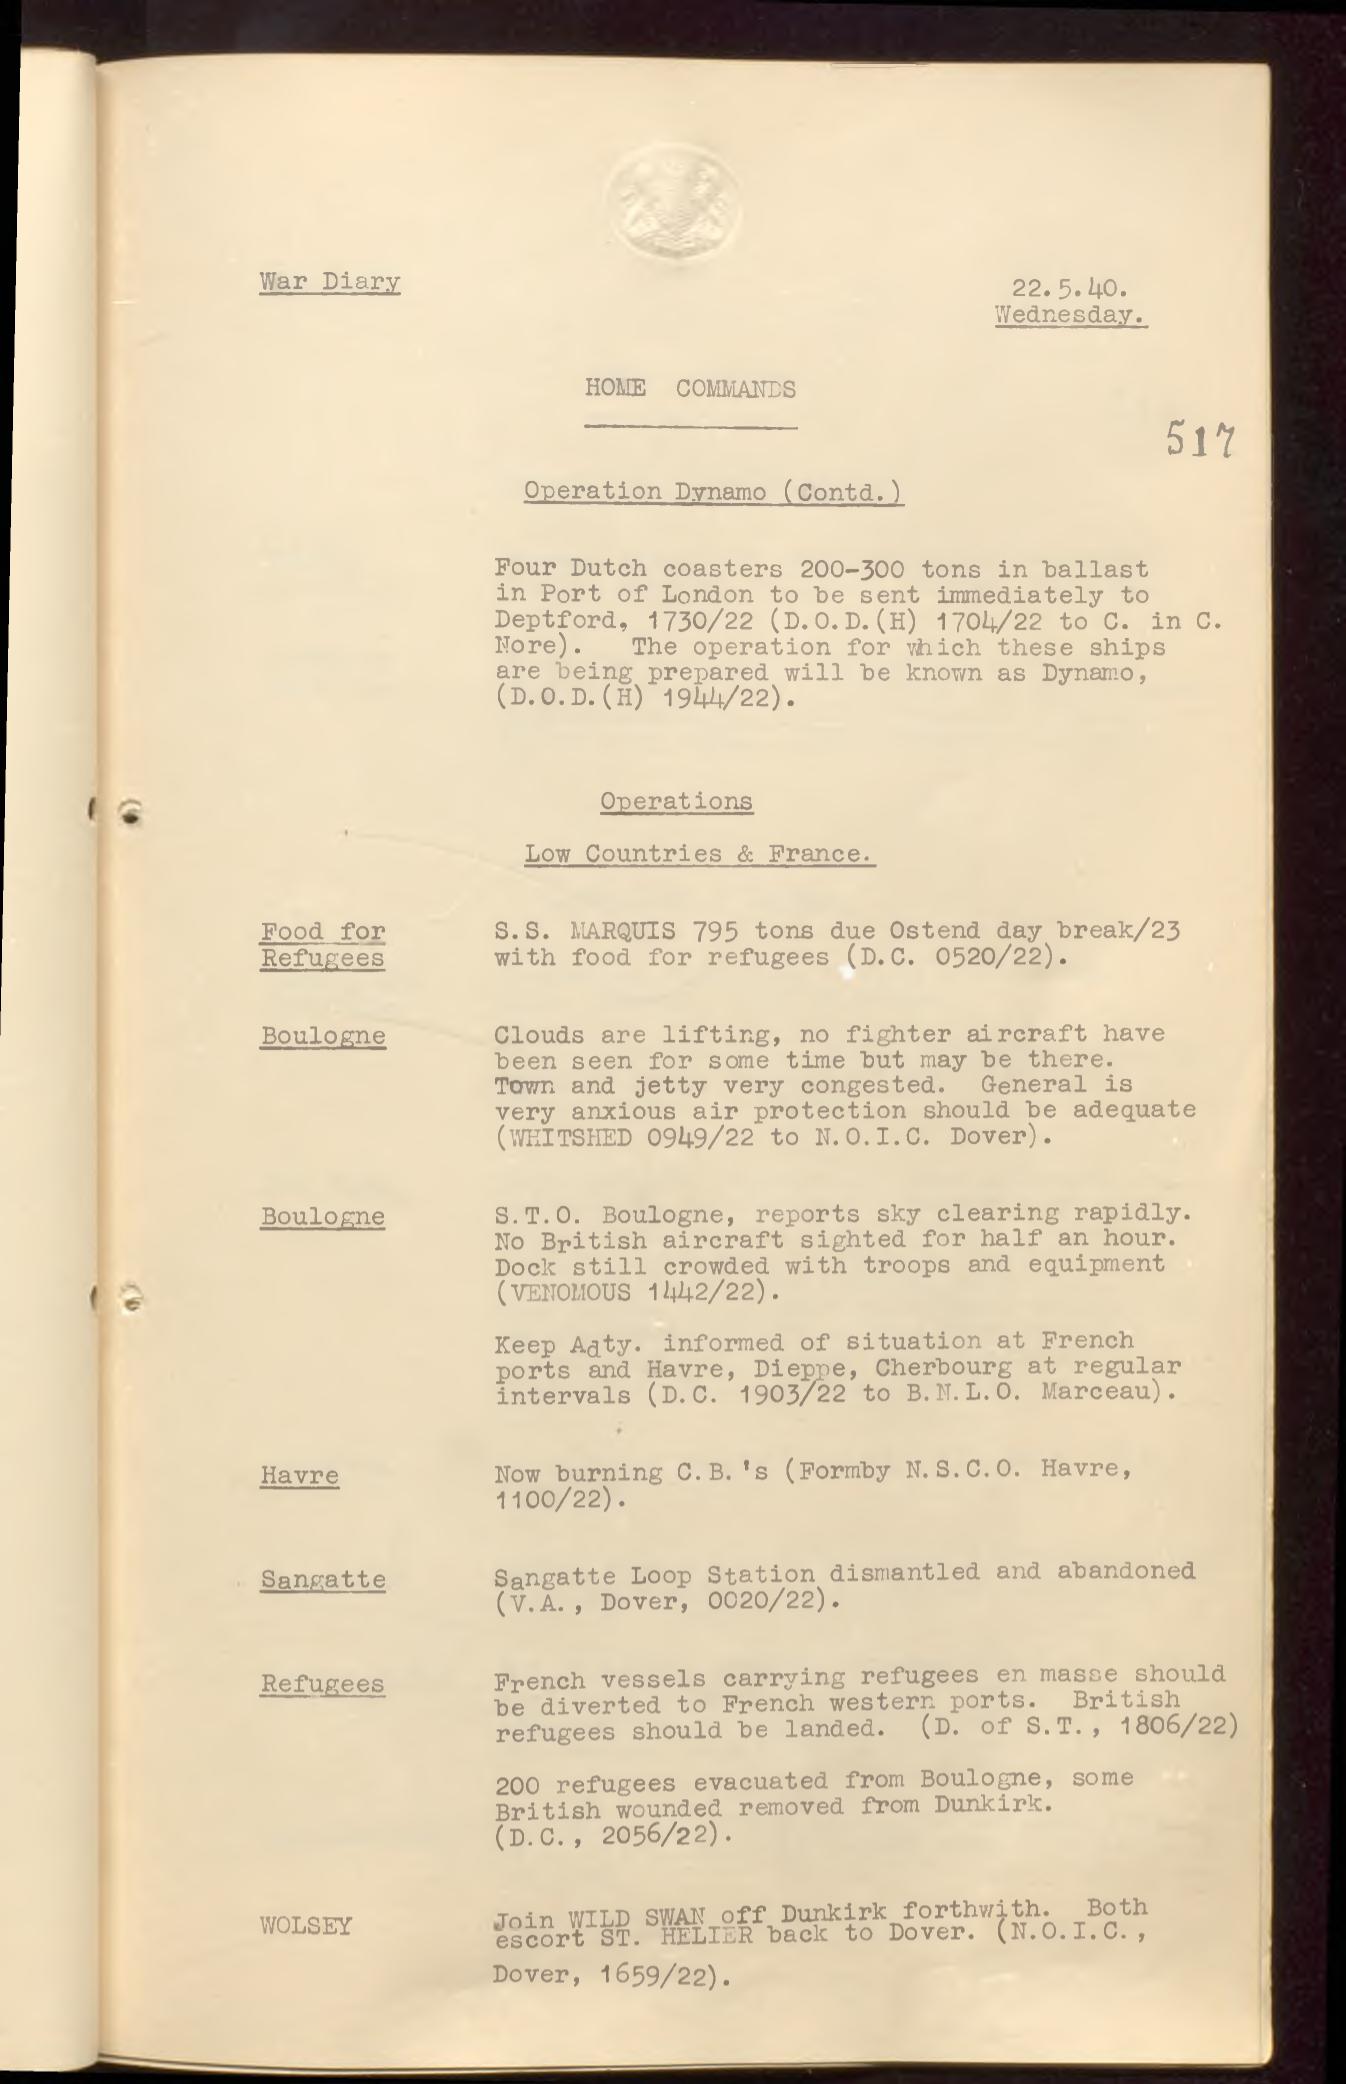 War Diary
22.5.40.
Wednesday.
HOME COMMANDS
517
Operation Dynamo (Contd.)
Four Dutch coasters 200-300 tons in ballast
in Port of London to be sent immediately to
Deptford, 1730/22 (D.O.D.(H) 1704/22 to C. in C.
Nore). The operation for which these ships
are being prepared will be known as Dynamo,
(D.O.D.(H) 1944/22).
Operations
Low Countries & France.
Food for
Refugees
S.S. MARQUIS 795 tons due Ostend day break/23
with food for refugees (D.C. 0520/22).
Boulogne
Clouds are lifting, no fighter aircraft have
been seen for some time but may be there.
Town and jetty very congested. General is
very anxious air protection should be adequate
(WHITSHED 0949/22 to N.O.I.C. Dover).
Boulogne
S.T.O. Boulogne, reports sky clearing rapidly.
No British aircraft sighted for half an hour.
Dock still crowded with troops and equipment
(VENOMOUS 1442/22).
Keep Adty. informed of situation at French
ports and Havre, Dieppe, Cherbourg at regular
intervals (D.C. 1903/22 to B.N.L.O. Marceau).
Havre
Now burning C.B.'s (Formby N.S.C.O. Havre,
1100/22).
Sangatte
Sangatte Loop Station dismantled and abandoned
(V.A., Dover, 0020/22).
Refugees
French vessels carrying refugees en masse should
be diverted to French western ports. British
refugees should be landed. (D. of S.T., 1806/22)
200 refugees evacuated from Boulogne, some
British wounded removed from Dunkirk.
(D.C., 2056/22).
WOLSEY
Join WILD SWAN off Dunkirk forthwith. Both
escort ST. HELIER back to Dover. (N.O.I.C.,
Dover, 1659/22).